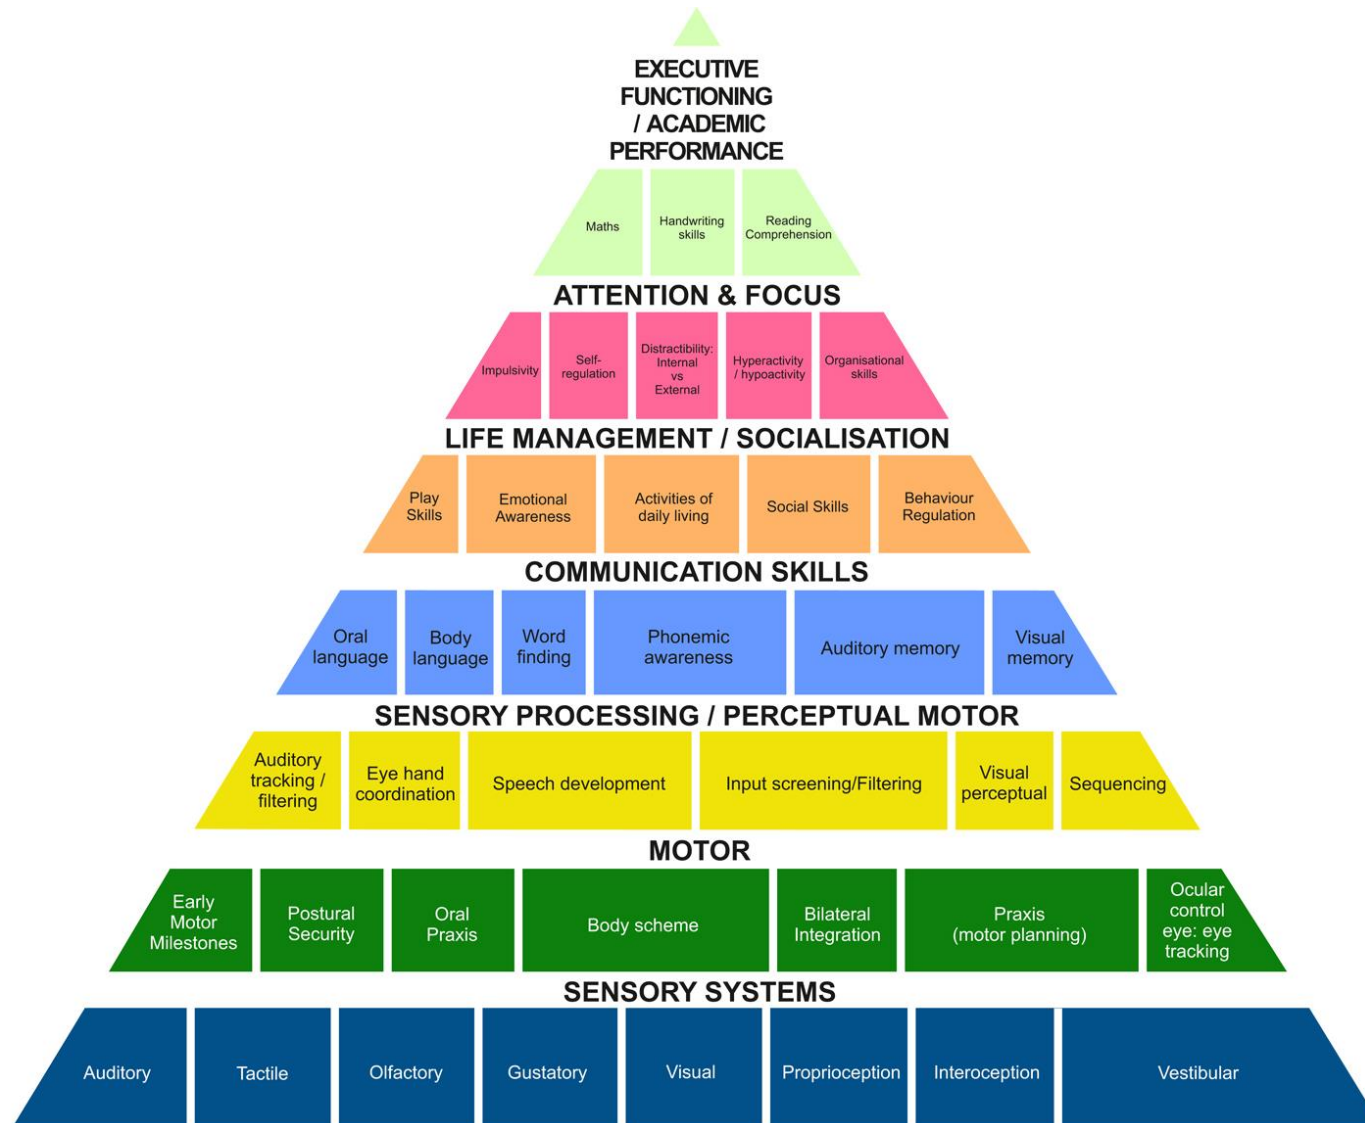 EXECUTIVE
FUNCTIONING
/ ACADEMIC
PERFORMANCE
Maths
Handwriting
skills
Reading
Comprehension
ATTENTION & FOCUS
Impulsivity
Self-
regulation
Distractibility:
Internal
vs
External
Hyperactivity
/ hypoactivity
Organisational
skills
LIFE MANAGEMENT / SOCIALISATION
Play
Skills
Emotional
Awareness
Activities of
daily living
Social Skills
Behaviour
Regulation
COMMUNICATION SKILLS
Oral
language
Body
language
Word
finding
Phonemic
awareness
Auditory memory
Visual
memory
SENSORY PROCESSING / PERCEPTUAL MOTOR
Auditory
tracking /
filtering
Eye hand
coordination
Speech development
Input screening/Filtering
Visual
perceptual
Sequencing
MOTOR
Early
Motor
Milestones
Postural
Security
Oral
Praxis
Body scheme
Bilateral
Integration
Praxis
(motor planning)
Ocular
control
eye: eye
tracking
SENSORY SYSTEMS
Auditory
Tactile
Olfactory
Gustatory
Visual
Proprioception
Interoception
Vestibular